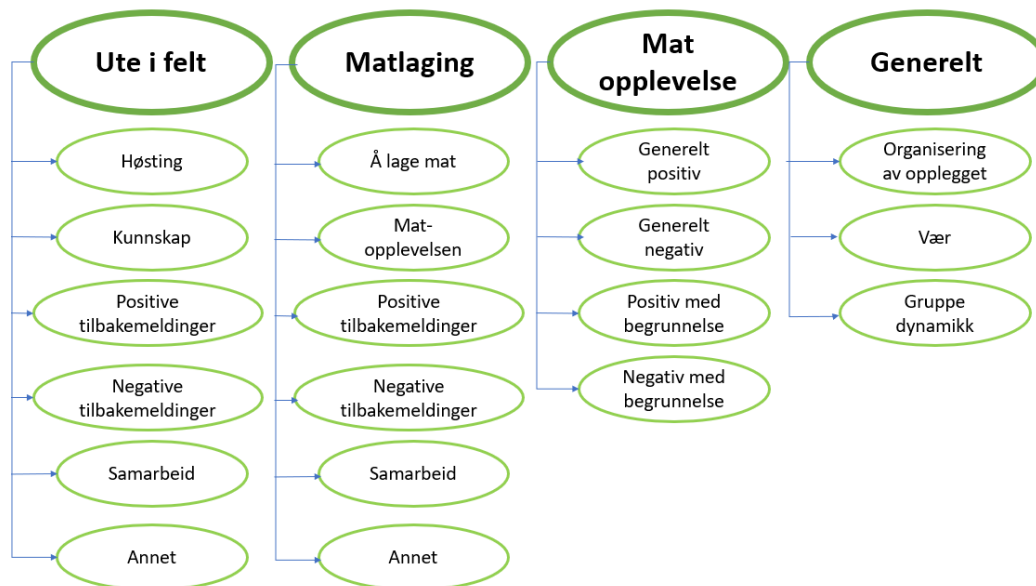 Ute i felt
Høsting
Kunnskap
Positive
tilbakemeldinger
Negative
tilbakemeldinger
Samarbeid
Annet
Matlaging
Å lage mat
Mat-
opplevelsen
Positive
tilbakemeldinger
Negative
tilbakemeldinger
Samarbeid
Annet
Mat
opplevelse
Generelt
positiv
Generelt
negativ
Positiv med
begrunnelse
Negativ med
begrunnelse
Generelt
Organisering
av opplegget
Vær
Gruppe
dynamikk